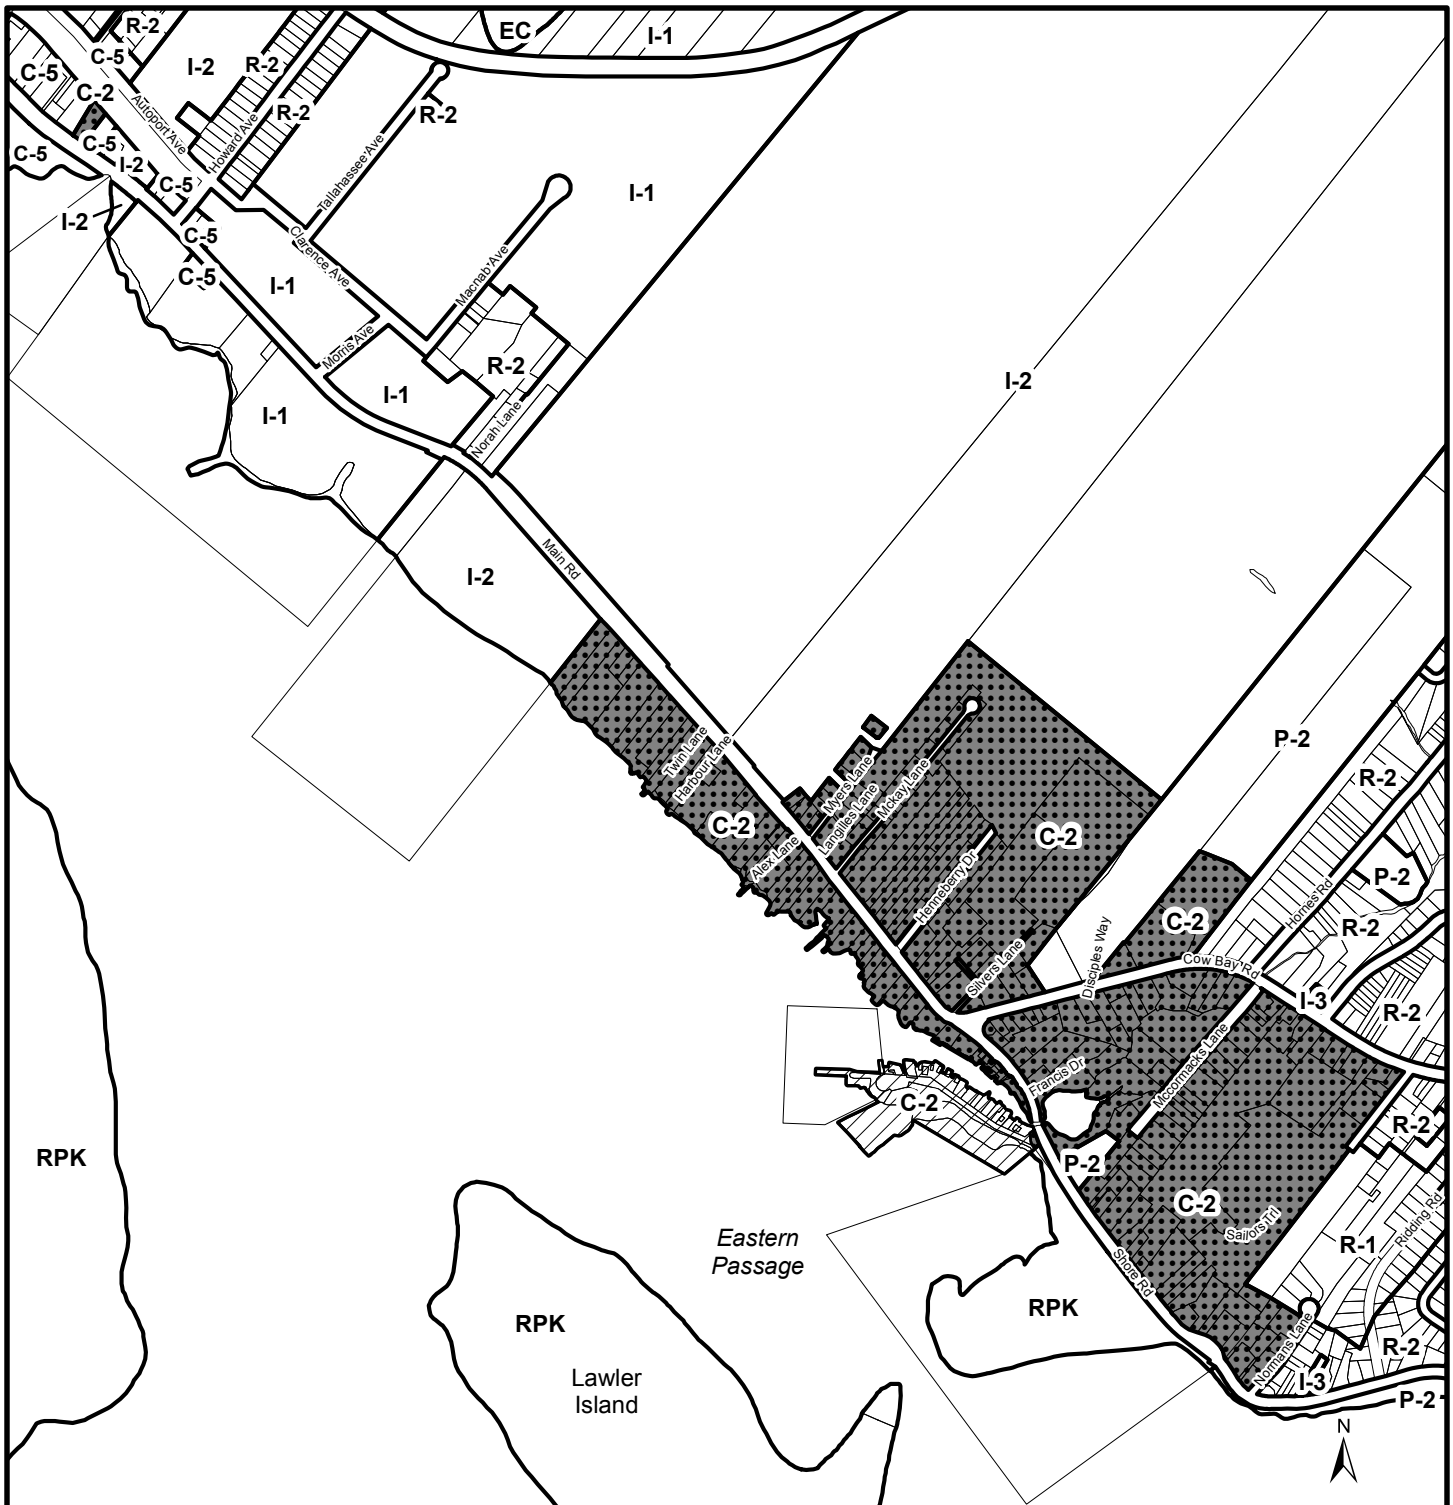 EC
I-1
R-2
C-5
I-2
R-2
C-5
C-2
Autoport Ave
R-2
Howard Ave
R-2
Tallahassee Ave
C-5
C-5
I-2
C-5
I-1
I-2
C-5
Clarence Ave
C-5
I-1
Macnab Ave
Morris Ave
R-2
I-2
I-1
I-1
Norah Lane
Main Rd
I-2
Twin Lane
Harbour Lane
P-2
R-2
Myers Lane
Langilles Lane
Mckay Lane
C-2
C-2
Alex Lane
Henneberry Dr
P-2
Hornes Rd
C-2
R-2
Silvers Lane
Disciples Way
Cow Bay Rd
I-3
R-2
Mccormacks Lane
Francis Dr
C-2
R-2
RPK
P-2
C-2
Sailors Trl
Ridding Rd
Eastern
Passage
R-1
Shore Rd
RPK
RPK
Normans Lane
R-2
Lawler
Island
I-3
P-2
N